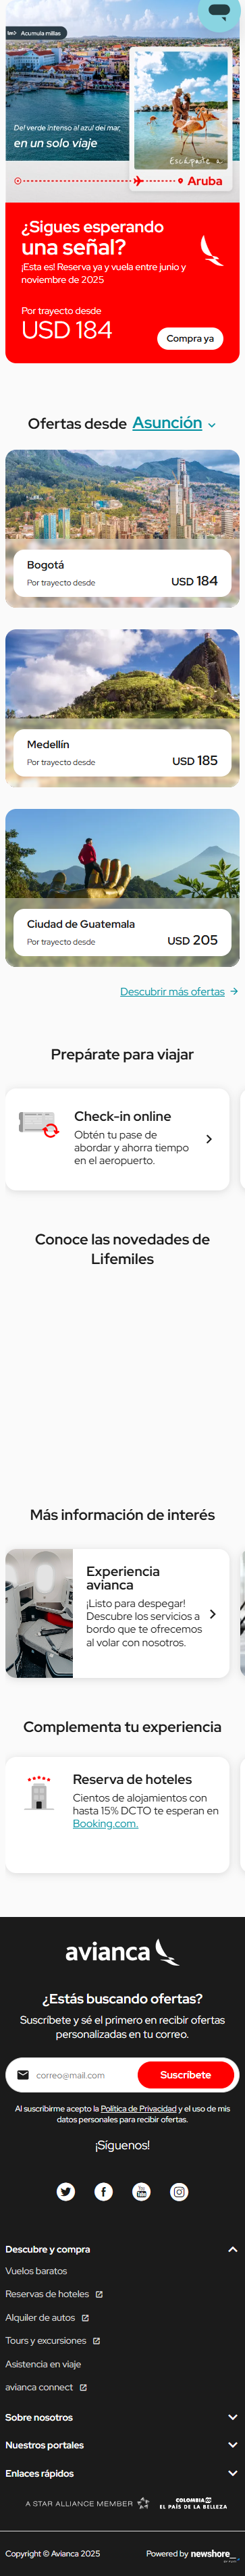 Acumula millas
Del verde intenso al azul del mar,
en un solo viaje
Escápate a
Aruba
¿Sigues esperando
una señal?
¡Esta es! Reserva ya y vuela entre junio y
noviembre de 2025
Por trayecto desde
USD 184
Compra ya
Ofertas desde Asunción
Bogotá
Por trayecto desde USD 184
Medellín
Por trayecto desde USD 185
Ciudad de Guatemala
Por trayecto desde USD 205
Descubrir más ofertas
Prepárate para viajar
Check-in online
Obtén tu pase de
abordar y ahorra tiempo
en el aeropuerto.
Conoce las novedades de
Lifemiles
Más información de interés
Experiencia
avianca
¡Listo para despegar!
Descubre los servicios a
bordo que te ofrecemos
al volar con nosotros.
Complementa tu experiencia
Reserva de hoteles
Cientos de alojamientos con
hasta 15% DCTO te esperan en
Booking.com.
avianca
¿Estás buscando ofertas?
Suscríbete y sé el primero en recibir ofertas
personalizadas en tu correo.
correo@mail.com
Suscríbete
Al suscribirme acepto la Política de Privacidad y el uso de mis
datos personales para recibir ofertas.
¡Síguenos!
Descubre y compra
Vuelos baratos
Reservas de hoteles
Alquiler de autos
Tours y excursiones
Asistencia en viaje
avianca connect
Sobre nosotros
Nuestros portales
Enlaces rápidos
A STAR ALLIANCE MEMBER
COLOMBIA
EL PAÍS DE LA BELLEZA
Copyright © Avianca 2025
Powered by newshore_